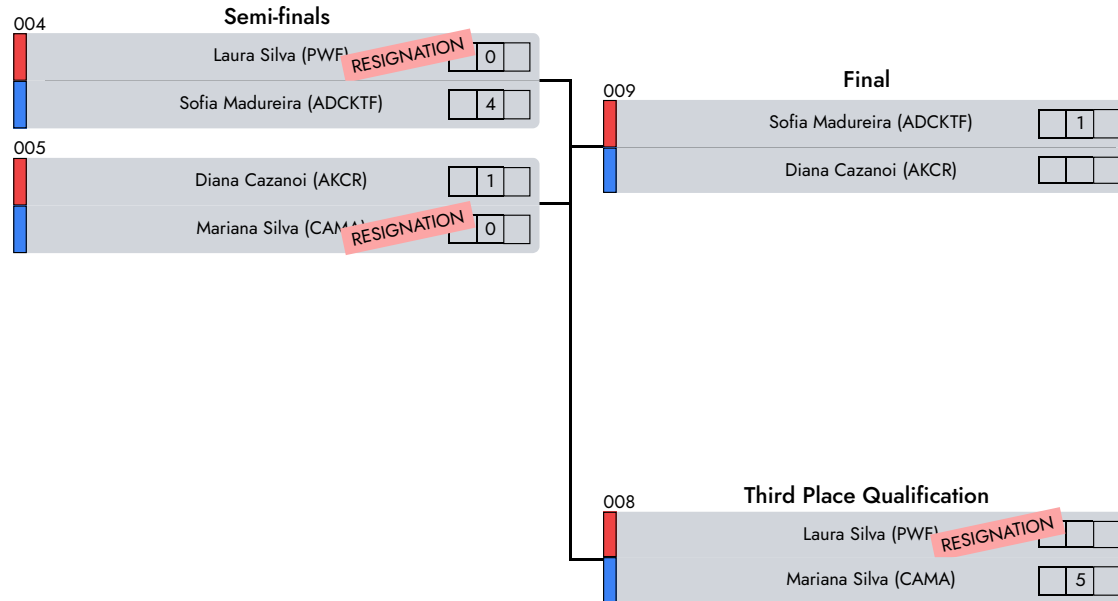 Semi-finals
004
Laura Silva (PWF) RESIGNATION 0
Sofia Madureira (ADCKTF) 4
005
Diana Cazanoi (AKCR) 1
Mariana Silva (CAMA) RESIGNATION 0
Final
009
Sofia Madureira (ADCKTF) 1
Diana Cazanoi (AKCR)
Third Place Qualification
008
Laura Silva (PWF) RESIGNATION
Mariana Silva (CAMA) 5